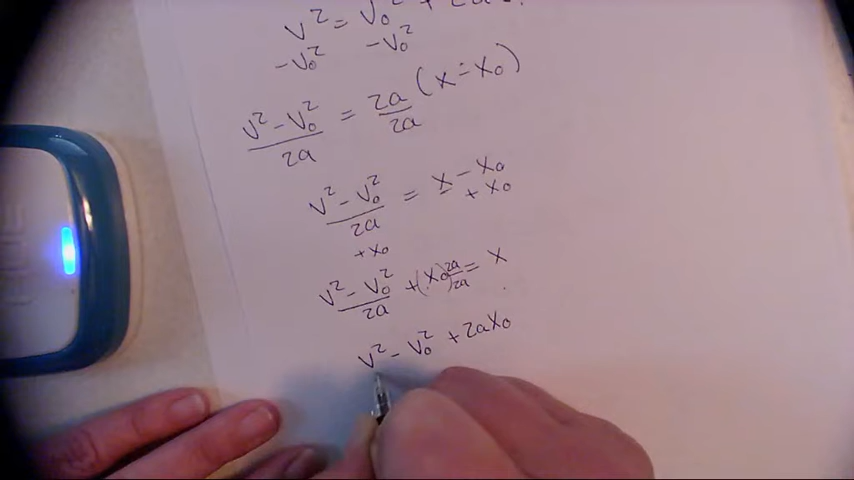 v² = v₀² + 2a
-v₀² -v₀²
v² - v₀² / 2a = 2a / 2a (x - x₀)
v² - v₀² / 2a = x - x₀
+ x₀ + x₀
v² - v₀² / 2a + (x₀) 2a / 2a = x
v² - v₀² + 2ax₀